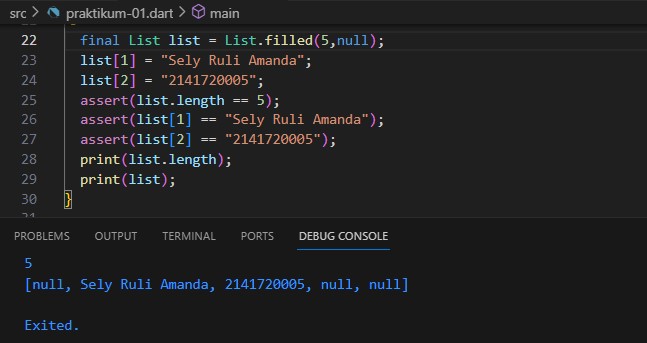 src > praktikum-01.dart > main
22 final List list = List.filled(5,null);
23 list[1] = "Sely Ruli Amanda";
24 list[2] = "2141720005";
25 assert(list.length == 5);
26 assert(list[1] == "Sely Ruli Amanda");
27 assert(list[2] == "2141720005");
28 print(list.length);
29 print(list);
30 }
31
PROBLEMS OUTPUT TERMINAL PORTS DEBUG CONSOLE
5
[null, Sely Ruli Amanda, 2141720005, null, null]
Exited.